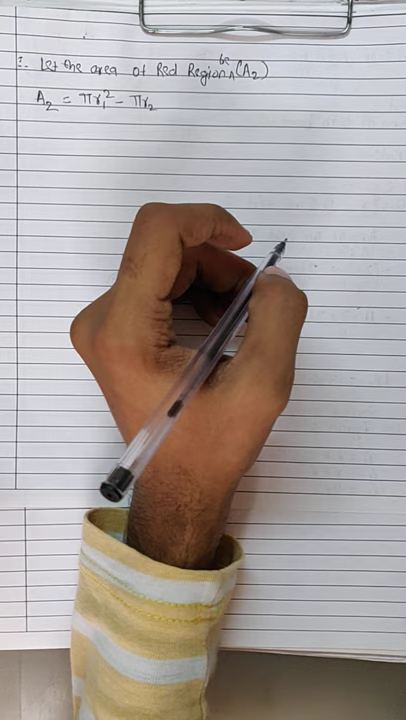 ?. Let the area of Red Region be (A₂)
A₂ = πr₁² - πr₂